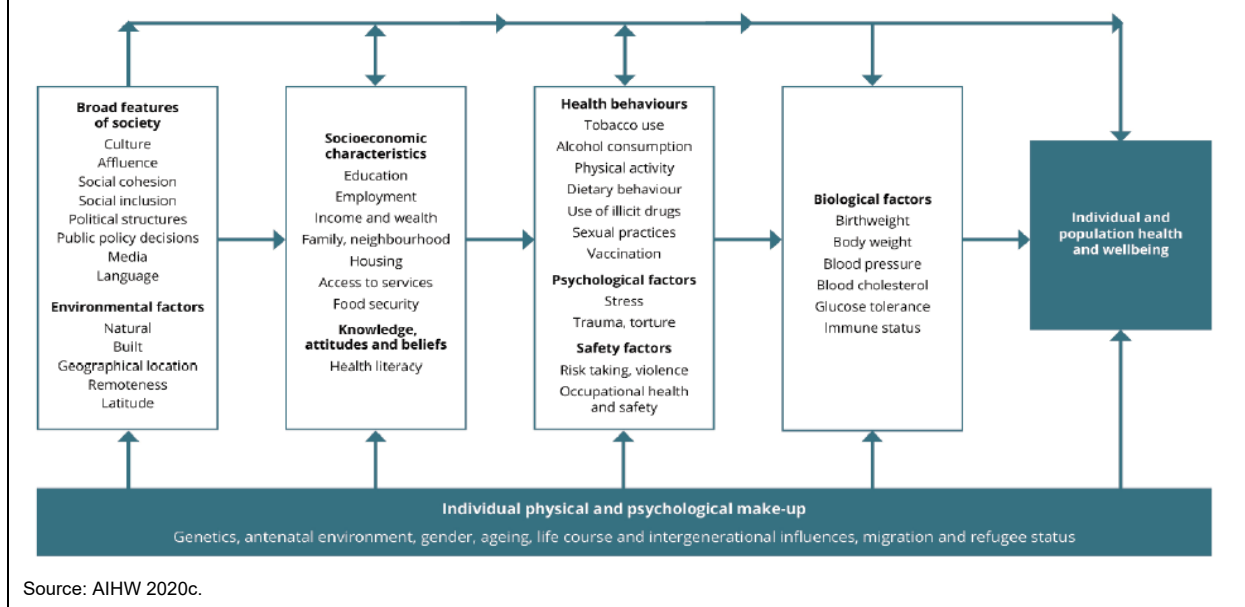 Broad features
of society
Culture
Affluence
Social cohesion
Social inclusion
Political structures
Public policy decisions
Media
Language
Environmental factors
Natural
Built
Geographical location
Remoteness
Latitude
Socioeconomic
characteristics
Education
Employment
Income and wealth
Family, neighbourhood
Housing
Access to services
Food security
Knowledge,
attitudes and beliefs
Health literacy
Health behaviours
Tobacco use
Alcohol consumption
Physical activity
Dietary behaviour
Use of illicit drugs
Sexual practices
Vaccination
Psychological factors
Stress
Trauma, torture
Safety factors
Risk taking, violence
Occupational health
and safety
Biological factors
Birthweight
Body weight
Blood pressure
Blood cholesterol
Glucose tolerance
Immune status
Individual and
population health
and wellbeing
Individual physical and psychological make-up
Genetics, antenatal environment, gender, ageing, life course and intergenerational influences, migration and refugee status
Source: AIHW 2020c.